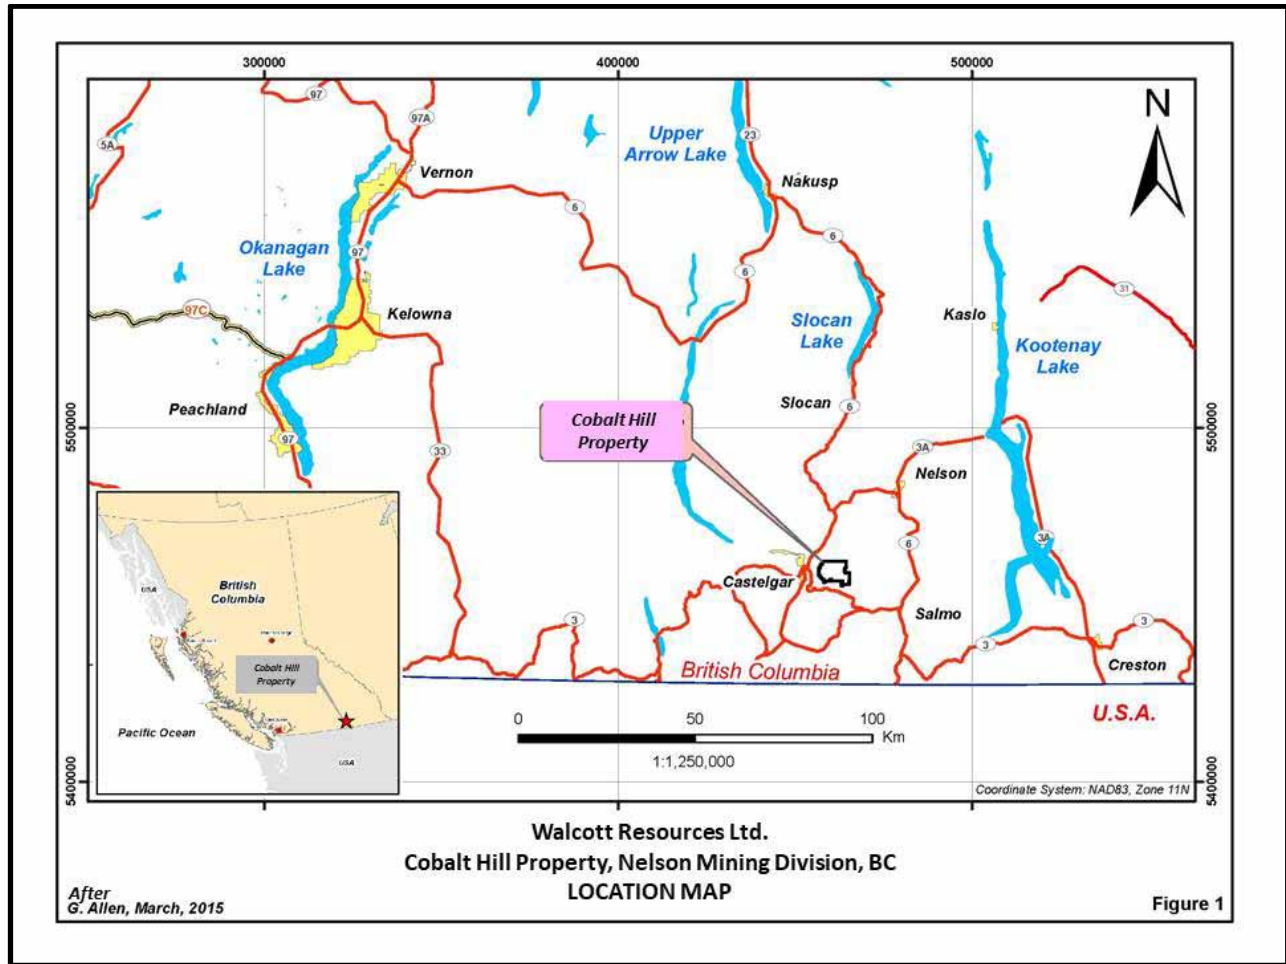 300000
400000
500000
97
97A
5A
Vernon
Upper
Arrow Lake
23
Nakusp
N
6
6
Okanagan
Lake
97
6
97C
Kelowna
Slocan
Lake
Kaslo
31
Kootenay
Lake
Peachland
Slocan
6
5500000
5500000
Cobalt Hill
Property
97
33
3A
Nelson
6
3A
Castelgar
Salmo
3
3
3
Creston
British Columbia
U.S.A.
USA
British
Columbia
Cobalt Hill
Property
Pacific Ocean
USA
0
50
100
Km
1:1,250,000
5400000
5400000
Coordinate System: NAD83, Zone 11N
Walcott Resources Ltd.
Cobalt Hill Property, Nelson Mining Division, BC
LOCATION MAP
After
G. Allen, March, 2015
Figure 1